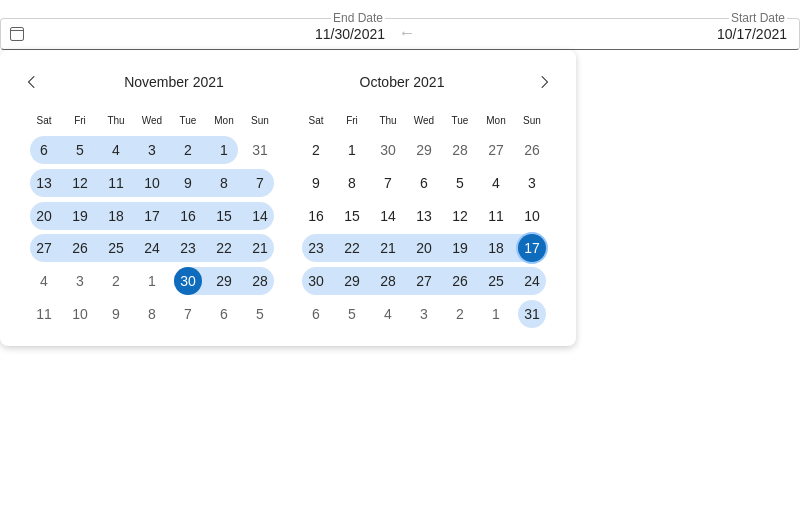 End Date Start Date
11/30/2021 ← 10/17/2021
November 2021 October 2021
Sat Fri Thu Wed Tue Mon Sun Sat Fri Thu Wed Tue Mon Sun
6 5 4 3 2 1 31 2 1 30 29 28 27 26
13 12 11 10 9 8 7 9 8 7 6 5 4 3
20 19 18 17 16 15 14 16 15 14 13 12 11 10
27 26 25 24 23 22 21 23 22 21 20 19 18 17
4 3 2 1 30 29 28 30 29 28 27 26 25 24
11 10 9 8 7 6 5 6 5 4 3 2 1 31